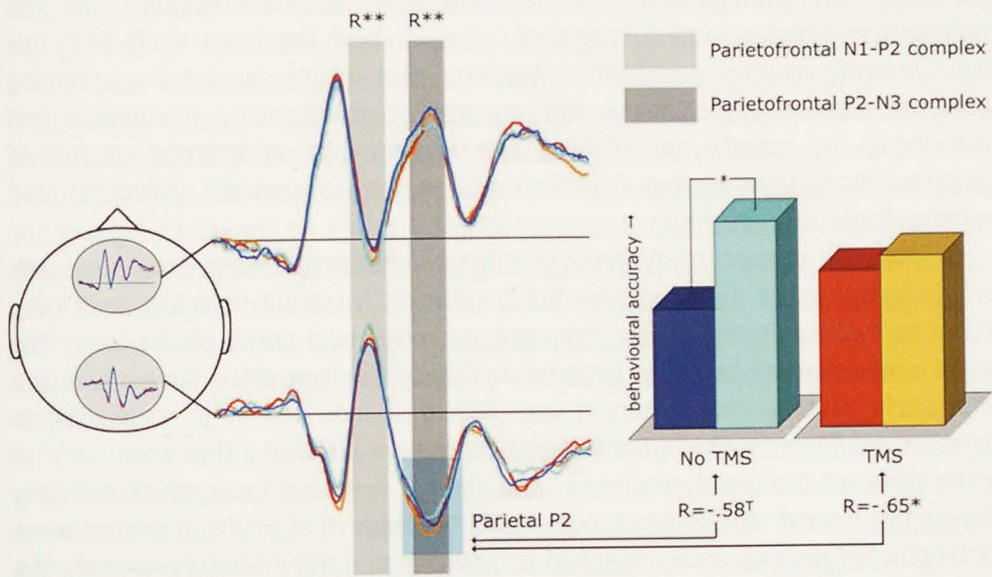 R** R**
Parietofrontal N1-P2 complex
Parietofrontal P2-N3 complex
*
behavioural accuracy →
No TMS
TMS
R=-.58ᵀ
R=-.65*
Parietal P2